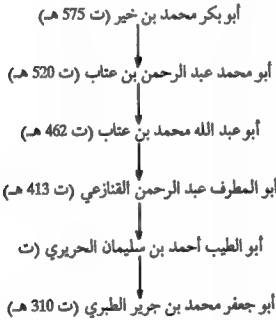 أبو بكر محمد بن خير (ت 575 هـ)
أبو محمد عبد الرحمن بن عتاب (ت 520 هـ)
أبو عبد الله محمد بن عتاب (ت 462 هـ)
أبو المطرف عبد الرحمن القنازعي (ت 413 هـ)
أبو الطيب أحمد بن سليمان الحريري (ت
أبو جعفر محمد بن جرير الطبري (ت 310 هـ)